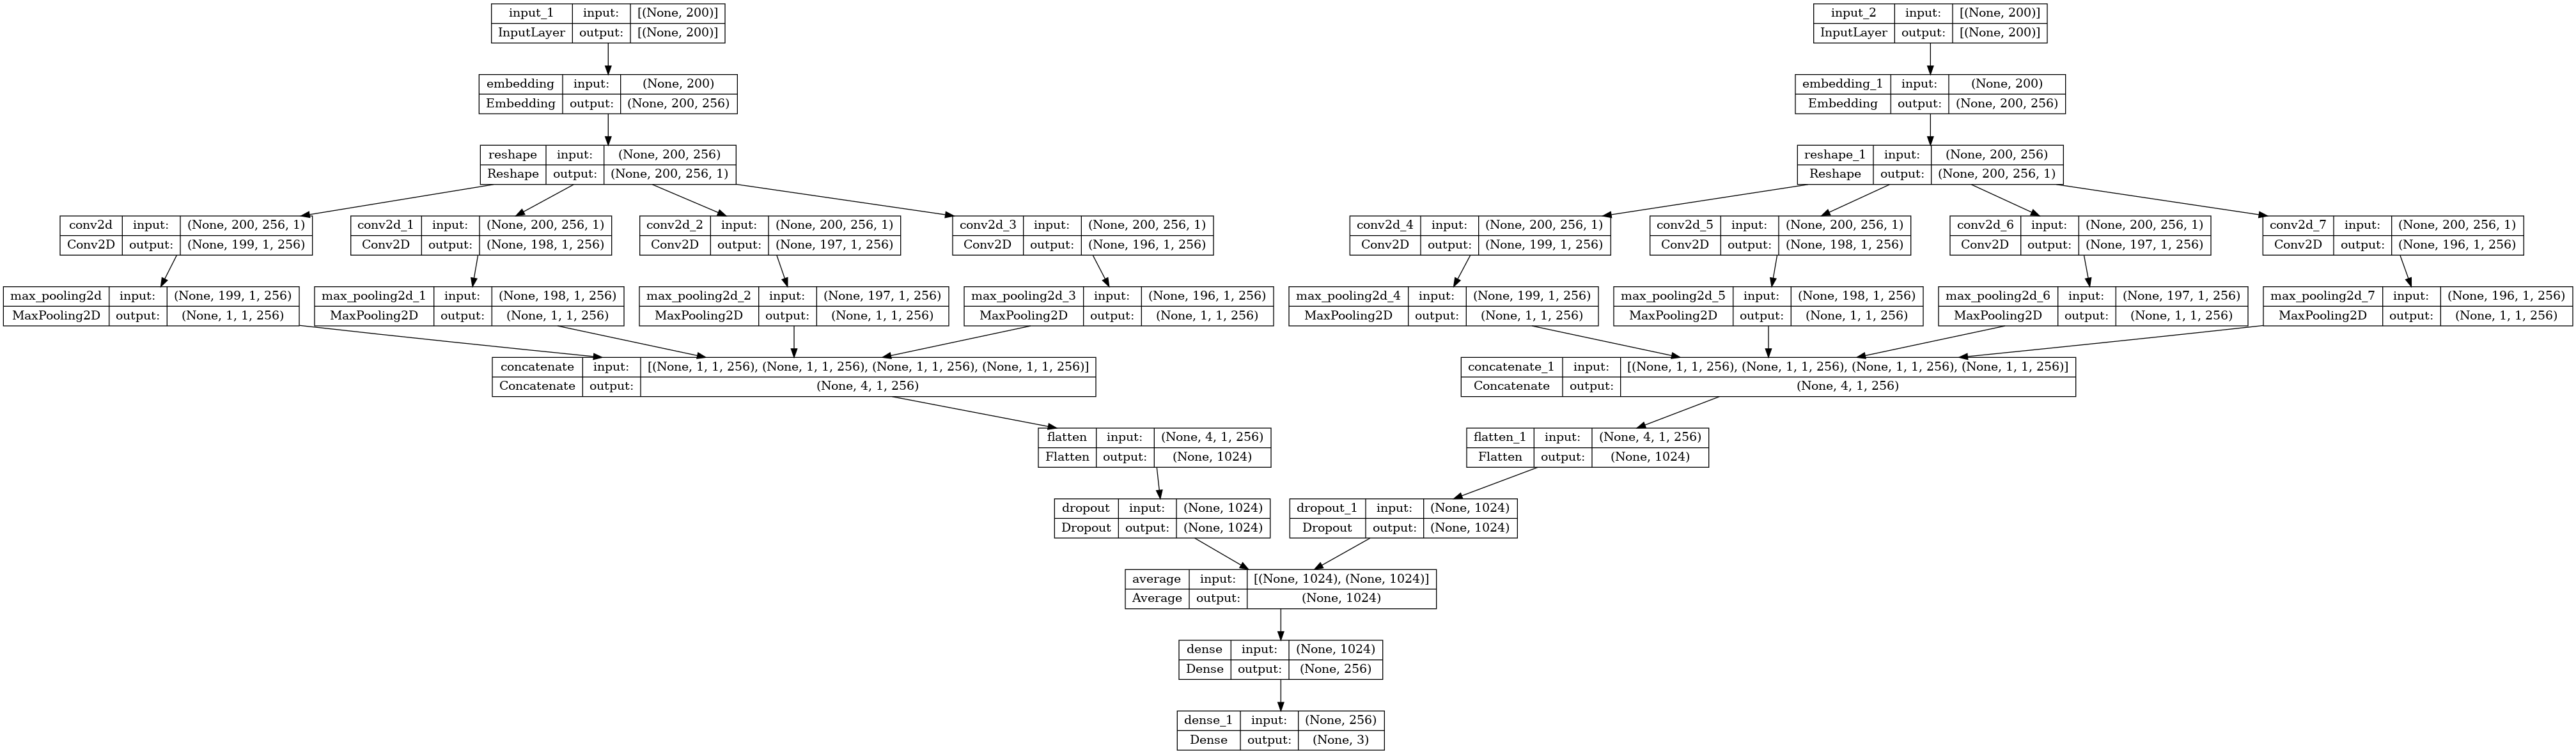 input_1 input: [(None, 200)]
InputLayer output: [(None, 200)]
input_2 input: [(None, 200)]
InputLayer output: [(None, 200)]
embedding input: (None, 200)
Embedding output: (None, 200, 256)
embedding_1 input: (None, 200)
Embedding output: (None, 200, 256)
reshape input: (None, 200, 256)
Reshape output: (None, 200, 256, 1)
reshape_1 input: (None, 200, 256)
Reshape output: (None, 200, 256, 1)
conv2d input: (None, 200, 256, 1)
Conv2D output: (None, 199, 1, 256)
conv2d_1 input: (None, 200, 256, 1)
Conv2D output: (None, 198, 1, 256)
conv2d_2 input: (None, 200, 256, 1)
Conv2D output: (None, 197, 1, 256)
conv2d_3 input: (None, 200, 256, 1)
Conv2D output: (None, 196, 1, 256)
conv2d_4 input: (None, 200, 256, 1)
Conv2D output: (None, 199, 1, 256)
conv2d_5 input: (None, 200, 256, 1)
Conv2D output: (None, 198, 1, 256)
conv2d_6 input: (None, 200, 256, 1)
Conv2D output: (None, 197, 1, 256)
conv2d_7 input: (None, 200, 256, 1)
Conv2D output: (None, 196, 1, 256)
max_pooling2d input: (None, 199, 1, 256)
MaxPooling2D output: (None, 1, 1, 256)
max_pooling2d_1 input: (None, 198, 1, 256)
MaxPooling2D output: (None, 1, 1, 256)
max_pooling2d_2 input: (None, 197, 1, 256)
MaxPooling2D output: (None, 1, 1, 256)
max_pooling2d_3 input: (None, 196, 1, 256)
MaxPooling2D output: (None, 1, 1, 256)
max_pooling2d_4 input: (None, 199, 1, 256)
MaxPooling2D output: (None, 1, 1, 256)
max_pooling2d_5 input: (None, 198, 1, 256)
MaxPooling2D output: (None, 1, 1, 256)
max_pooling2d_6 input: (None, 197, 1, 256)
MaxPooling2D output: (None, 1, 1, 256)
max_pooling2d_7 input: (None, 196, 1, 256)
MaxPooling2D output: (None, 1, 1, 256)
concatenate input: [(None, 1, 1, 256), (None, 1, 1, 256), (None, 1, 1, 256), (None, 1, 1, 256)]
Concatenate output: (None, 4, 1, 256)
concatenate_1 input: [(None, 1, 1, 256), (None, 1, 1, 256), (None, 1, 1, 256), (None, 1, 1, 256)]
Concatenate output: (None, 4, 1, 256)
flatten input: (None, 4, 1, 256)
Flatten output: (None, 1024)
flatten_1 input: (None, 4, 1, 256)
Flatten output: (None, 1024)
dropout input: (None, 1024)
Dropout output: (None, 1024)
dropout_1 input: (None, 1024)
Dropout output: (None, 1024)
average input: [(None, 1024), (None, 1024)]
Average output: (None, 1024)
dense input: (None, 1024)
Dense output: (None, 256)
dense_1 input: (None, 256)
Dense output: (None, 3)